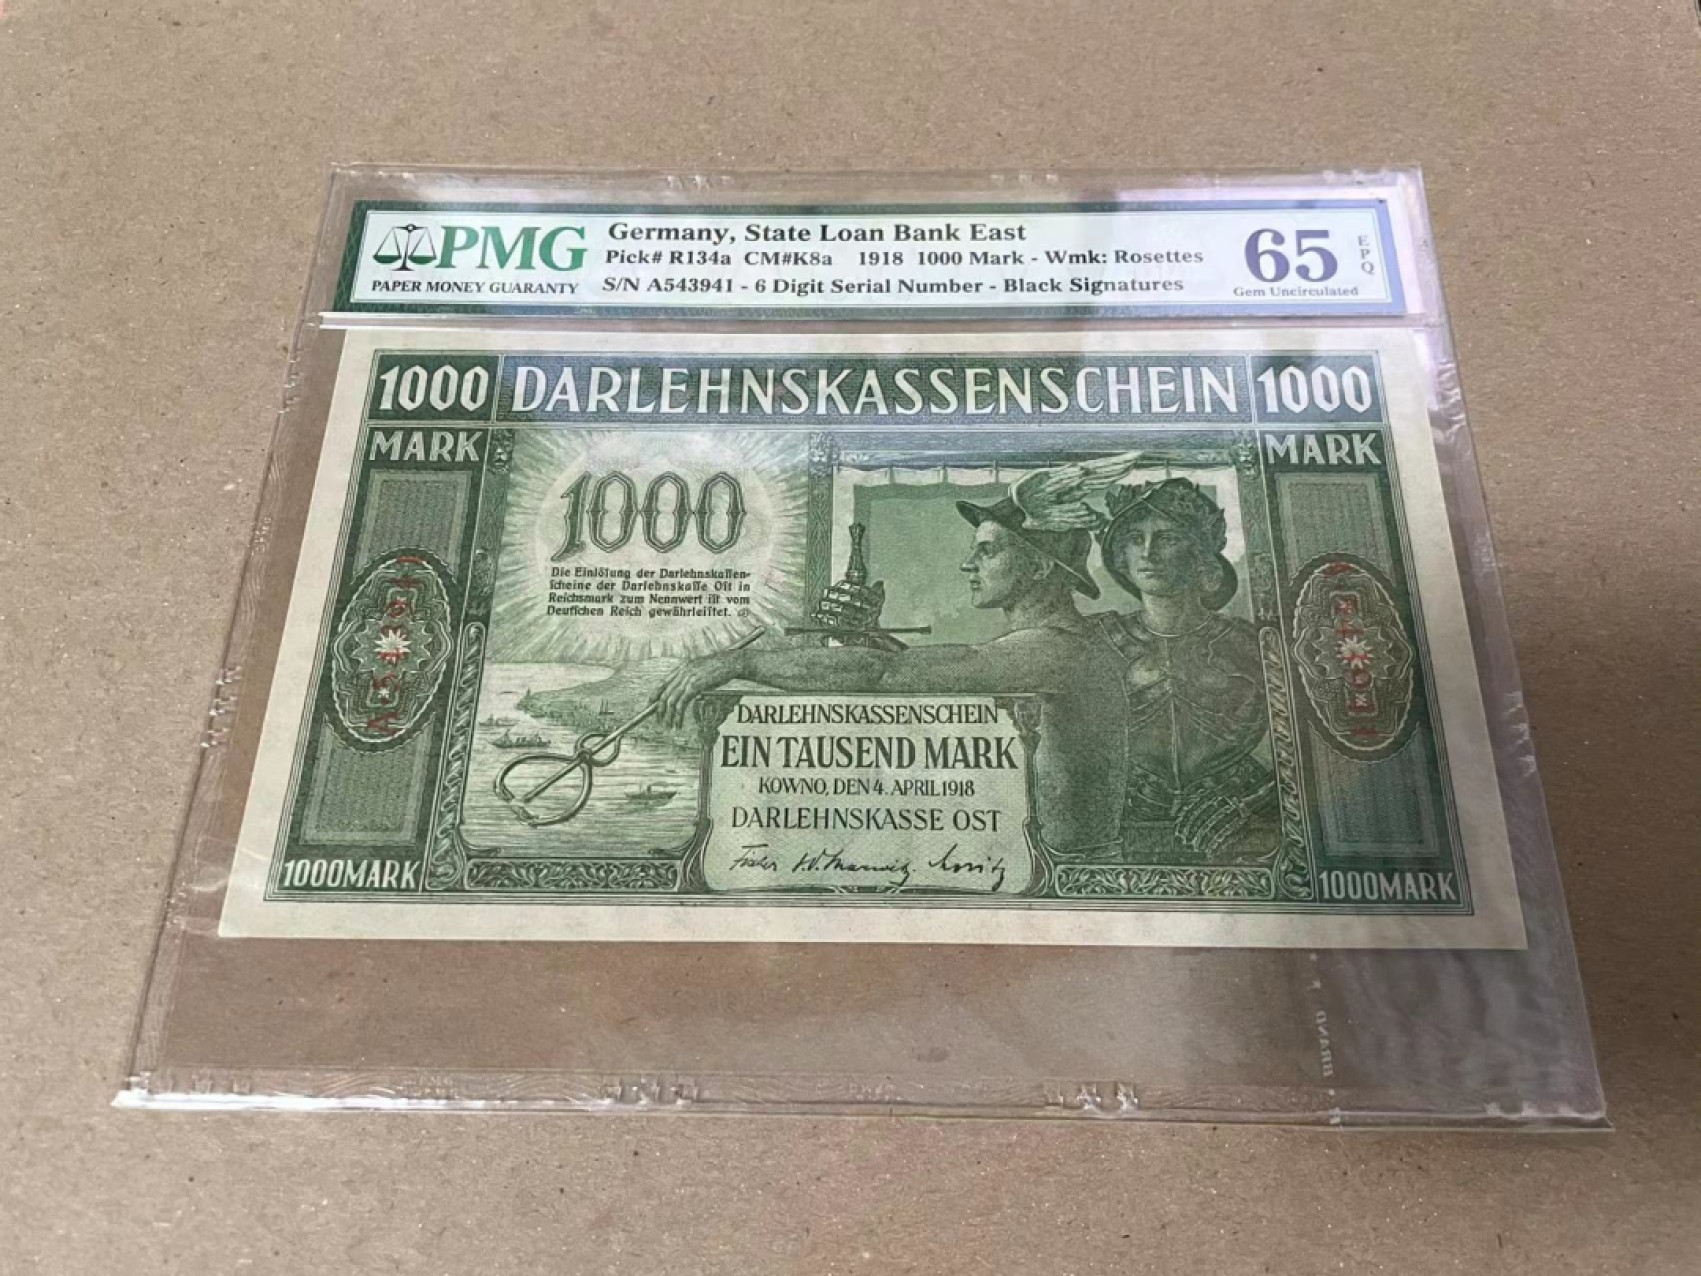 PMG
PAPER MONEY GUARANTY
Germany, State Loan Bank East
Pick# R134a CM#K8a 1918 1000 Mark - Wmk: Rosettes
S/N A543941 - 6 Digit Serial Number - Black Signatures
65
EPQ
Gem Uncirculated
1000 DARLEHNSKASSENSCHEIN 1000
MARK MARK
1000
Die Einlösung der Darlehnskassen-
scheine der Darlehnskasse Ost in
Reichsmark zum Nennwert ist vom
Deutschen Reich gewährleistet.
DARLEHNSKASSENSCHEIN
EIN TAUSEND MARK
KOWNO, DEN 4. APRIL 1918
DARLEHNSKASSE OST
1000MARK 1000MARK
BRAND